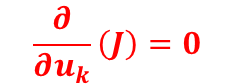 ∂/∂u_k (J) = 0